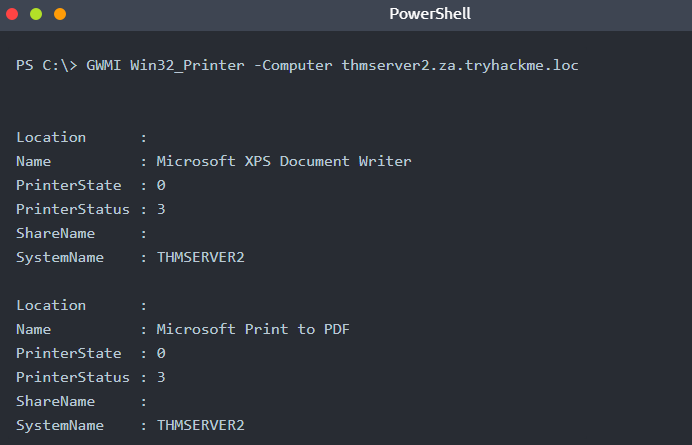 PowerShell
PS C:\> GWMI Win32_Printer -Computer thmserver2.za.tryhackme.loc
Location      :
Name          : Microsoft XPS Document Writer
PrinterState  : 0
PrinterStatus : 3
ShareName     :
SystemName    : THMSERVER2
Location      :
Name          : Microsoft Print to PDF
PrinterState  : 0
PrinterStatus : 3
ShareName     :
SystemName    : THMSERVER2